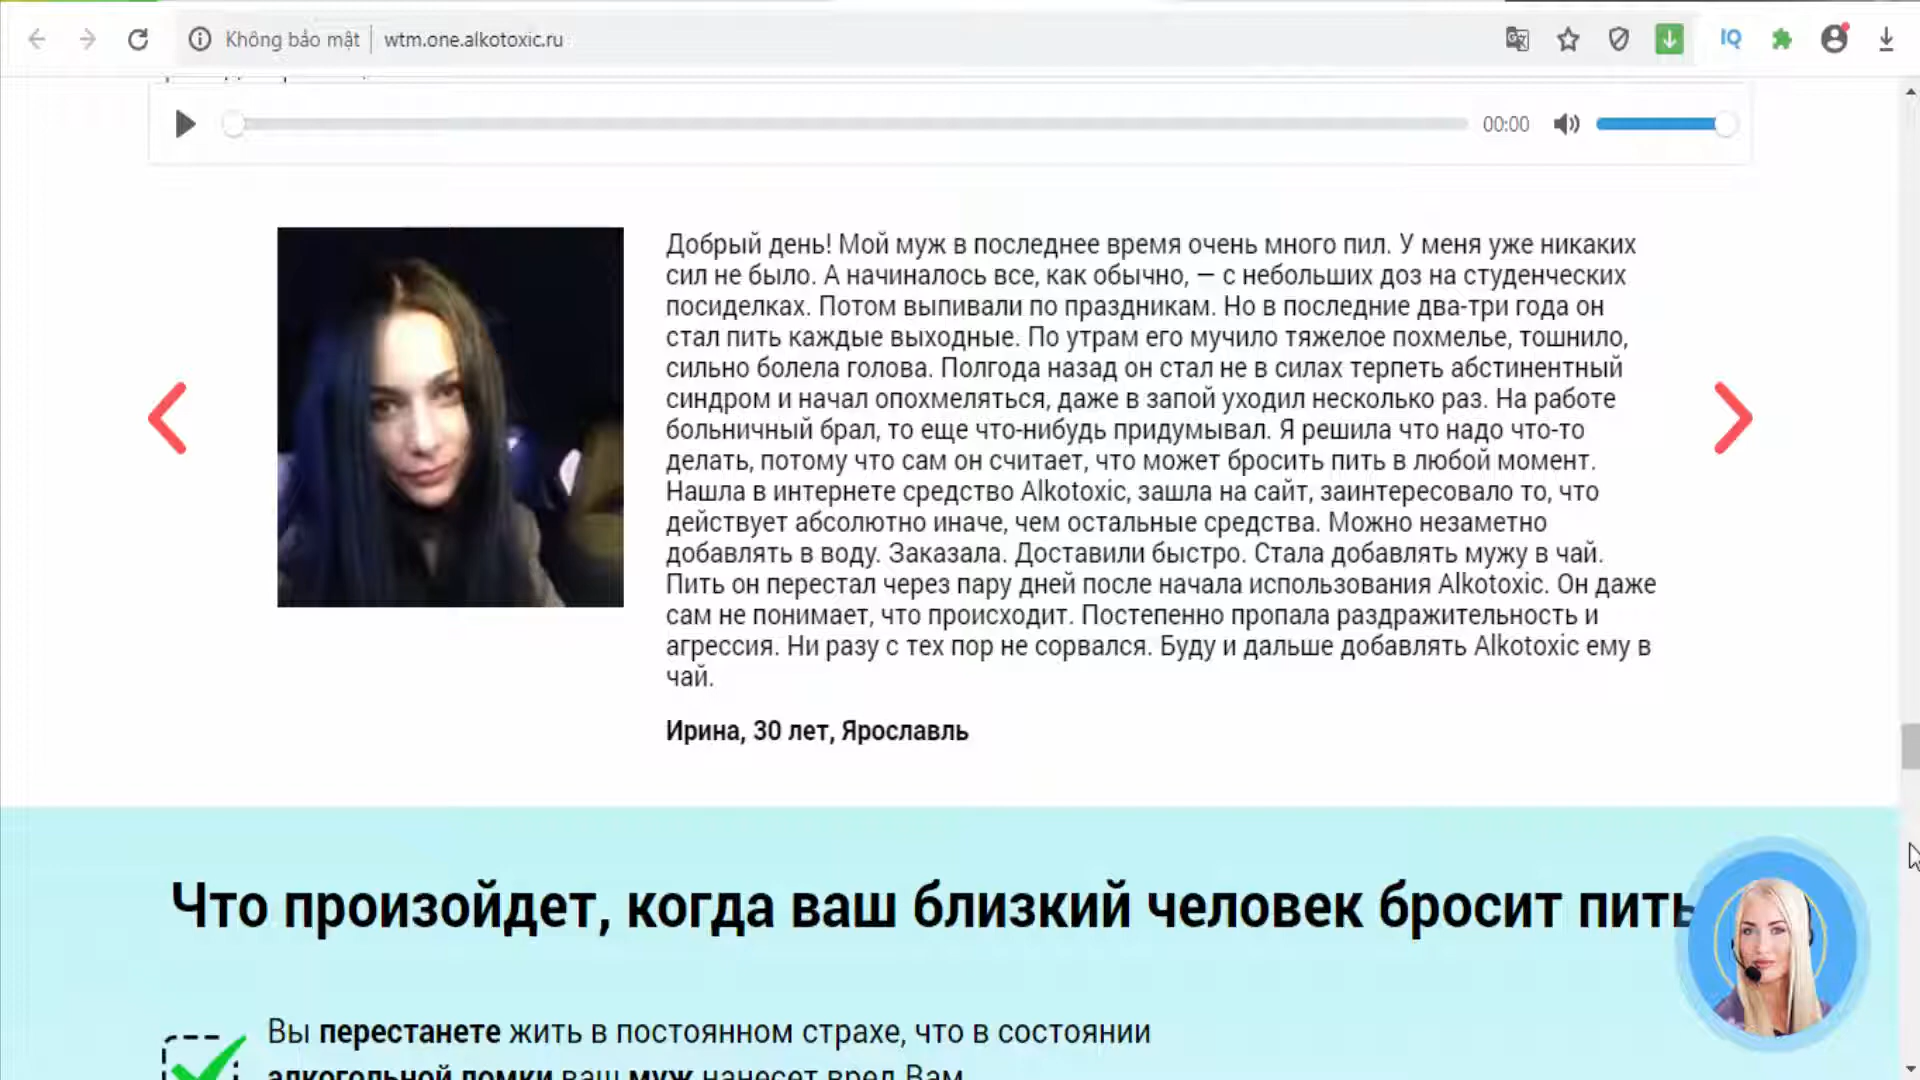 Không bảo mật
wtm.one.alkotoxic.ru
IQ
00:00
Добрый день! Мой муж в последнее время очень много пил. У меня уже никаких
сил не было. А начиналось все, как обычно, — с небольших доз на студенческих
посиделках. Потом выпивали по праздникам. Но в последние два-три года он
стал пить каждые выходные. По утрам его мучило тяжелое похмелье, тошнило,
сильно болела голова. Полгода назад он стал не в силах терпеть абстинентный
синдром и начал опохмеляться, даже в запой уходил несколько раз. На работе
больничный брал, то еще что-нибудь придумывал. Я решила что надо что-то
делать, потому что сам он считает, что может бросить пить в любой момент.
Нашла в интернете средство Alkotoxic, зашла на сайт, заинтересовало то, что
действует абсолютно иначе, чем остальные средства. Можно незаметно
добавлять в воду. Заказала. Доставили быстро. Стала добавлять мужу в чай.
Пить он перестал через пару дней после начала использования Alkotoxic. Он даже
сам не понимает, что происходит. Постепенно пропала раздражительность и
агрессия. Ни разу с тех пор не сорвался. Буду и дальше добавлять Alkotoxic ему в
чай.
Ирина, 30 лет, Ярославль
Что произойдет, когда ваш близкий человек бросит пить
Вы перестанете жить в постоянном страхе, что в состоянии
алкогольной ломки ваш муж нанесет вред Вам